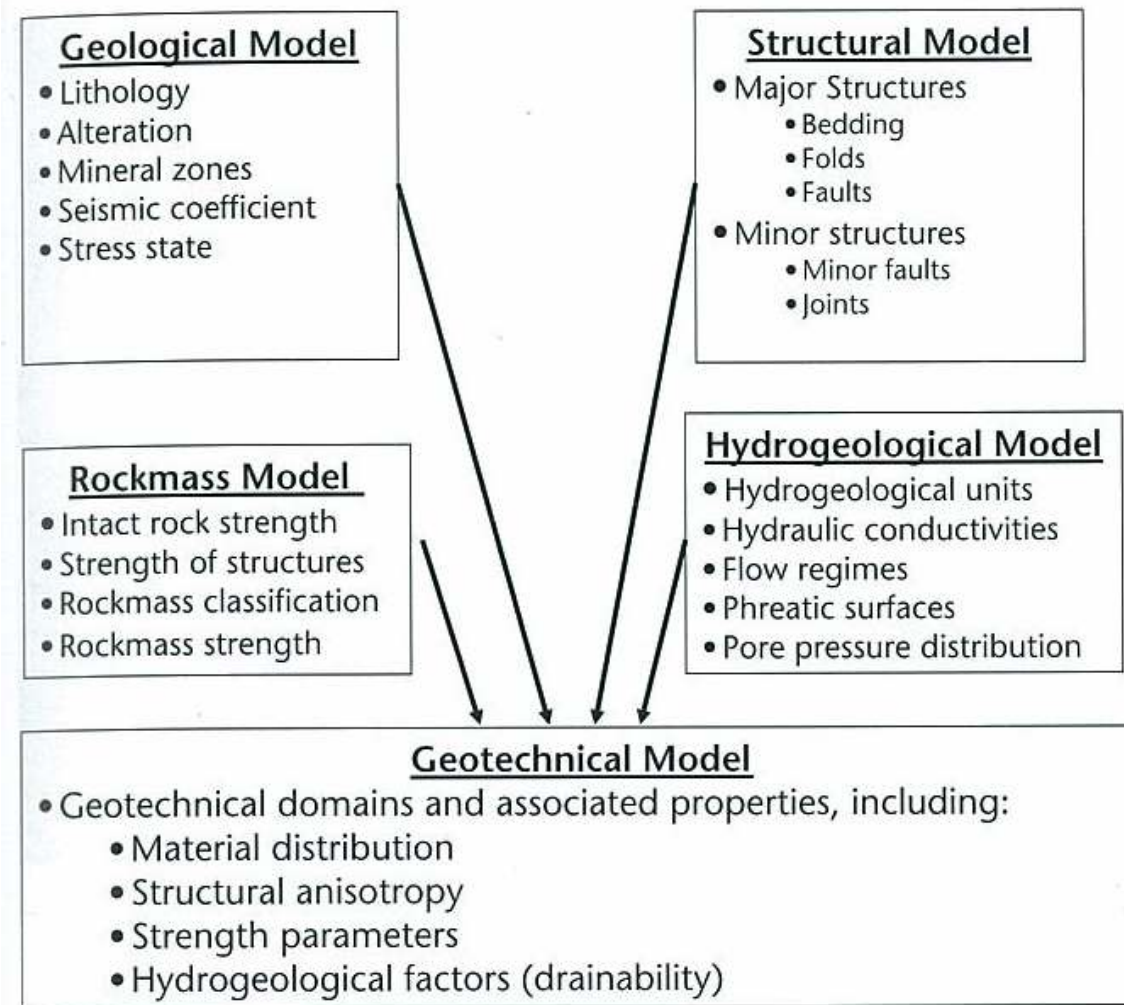 Geological Model
• Lithology
• Alteration
• Mineral zones
• Seismic coefficient
• Stress state
Structural Model
• Major Structures
• Bedding
• Folds
• Faults
• Minor structures
• Minor faults
• Joints
Rockmass Model
• Intact rock strength
• Strength of structures
• Rockmass classification
• Rockmass strength
Hydrogeological Model
• Hydrogeological units
• Hydraulic conductivities
• Flow regimes
• Phreatic surfaces
• Pore pressure distribution
Geotechnical Model
• Geotechnical domains and associated properties, including:
• Material distribution
• Structural anisotropy
• Strength parameters
• Hydrogeological factors (drainability)